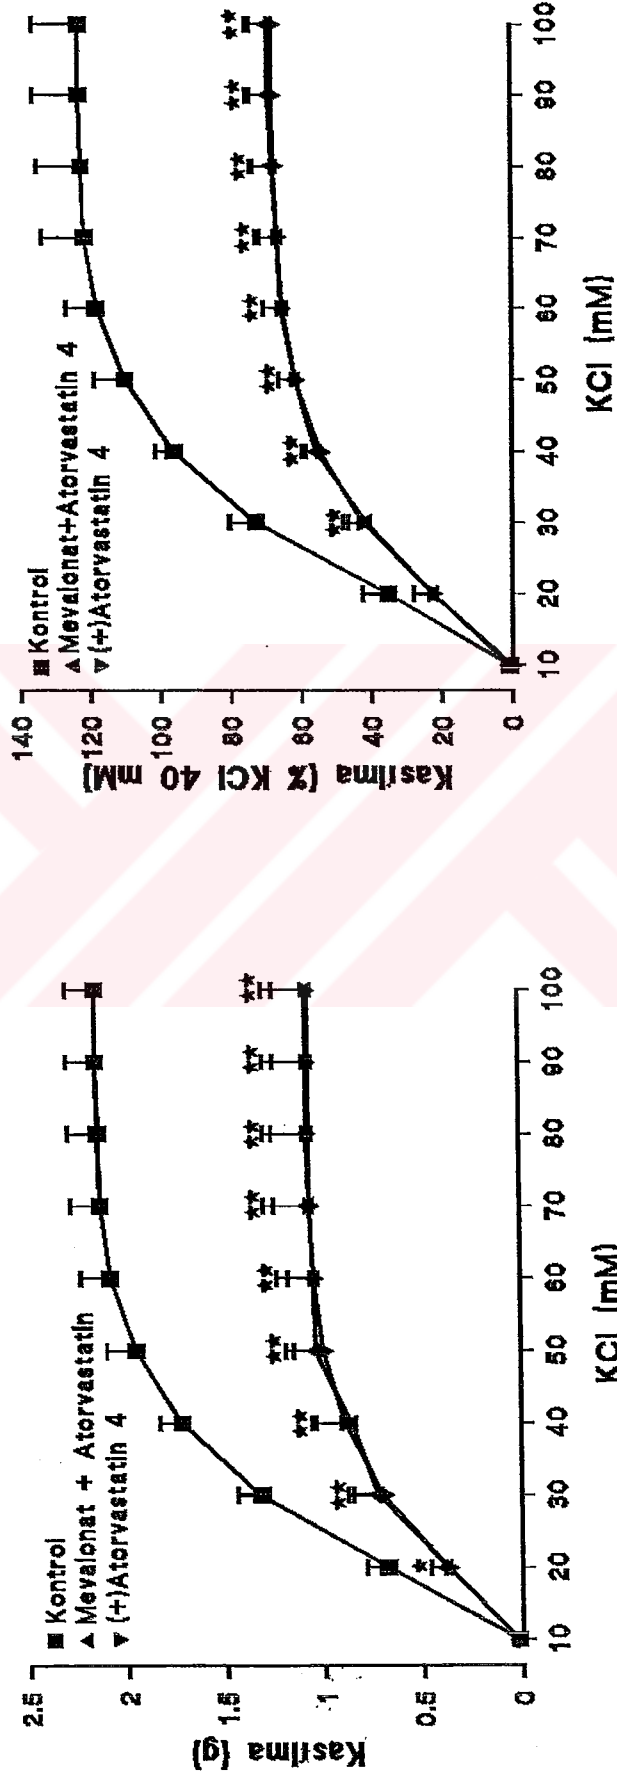 2.5
2
1.5
1
0.5
0
Kasılma (g)
Kontrol
Mevalonat + Atorvastatin
(+)Atorvastatin 4
*
**
**
**
**
**
**
**
**
10 20 30 40 50 60 70 80 90 100
KCl (mM)
140
120
100
80
60
40
20
0
Kasılma (% KCl 40 mM)
Kontrol
Mevalonat+Atorvastatin 4
(+)Atorvastatin 4
**
**
**
**
**
**
**
**
10 20 30 40 50 60 70 80 90 100
KCl (mM)